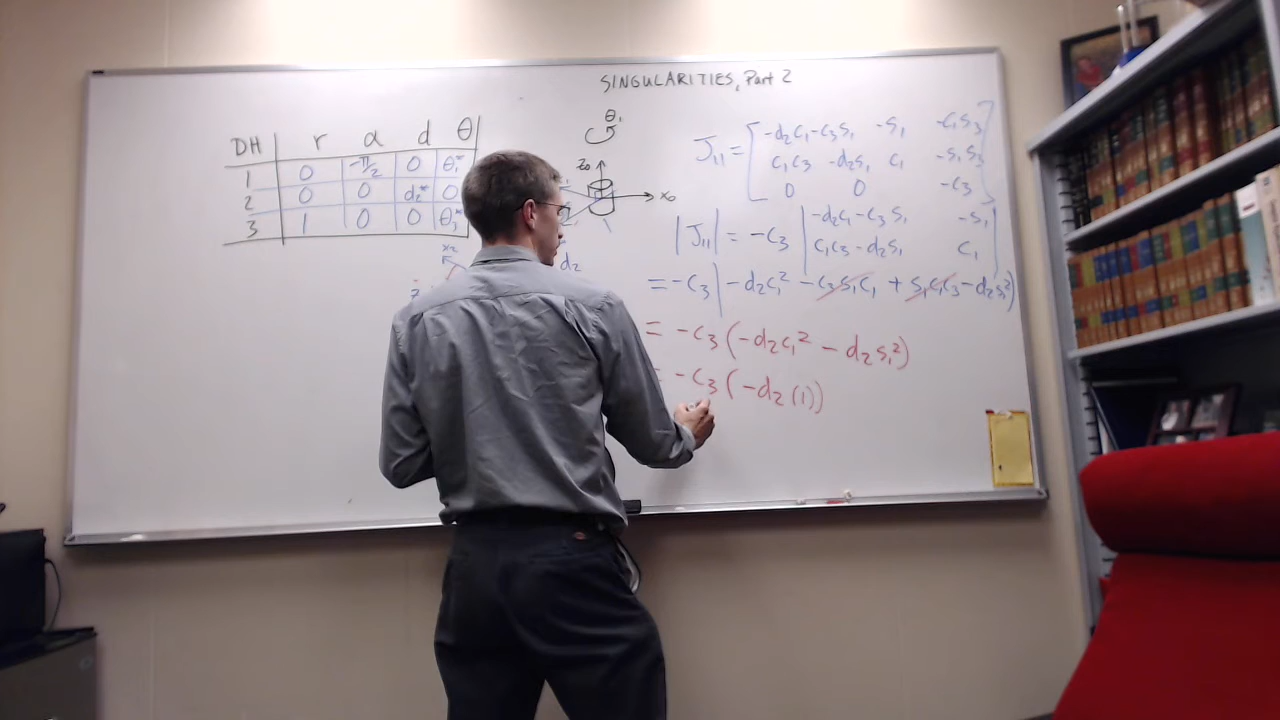 SINGULARITIES, Part 2
DH r α d θ
1 0 -π/2 0 θ₁*
2 0 0 d₂* 0
3 1 0 0 θ₃*
θ₁
z₀
x₀
x₂
d₂
J₁₁ = [ -d₂c₁-c₃s₁ -s₁ -c₁s₃
c₁c₃ -d₂s₁ c₁ -s₁s₃
0 0 -c₃ ]
|J₁₁| = -c₃ | -d₂c₁ -c₃s₁ -s₁
c₁c₃ -d₂s₁ c₁ |
= -c₃ | -d₂c₁² -c₃s₁c₁ + s₁c₁c₃ -d₂s₁² )
= -c₃ (-d₂c₁² - d₂s₁²)
= -c₃ (-d₂(1))